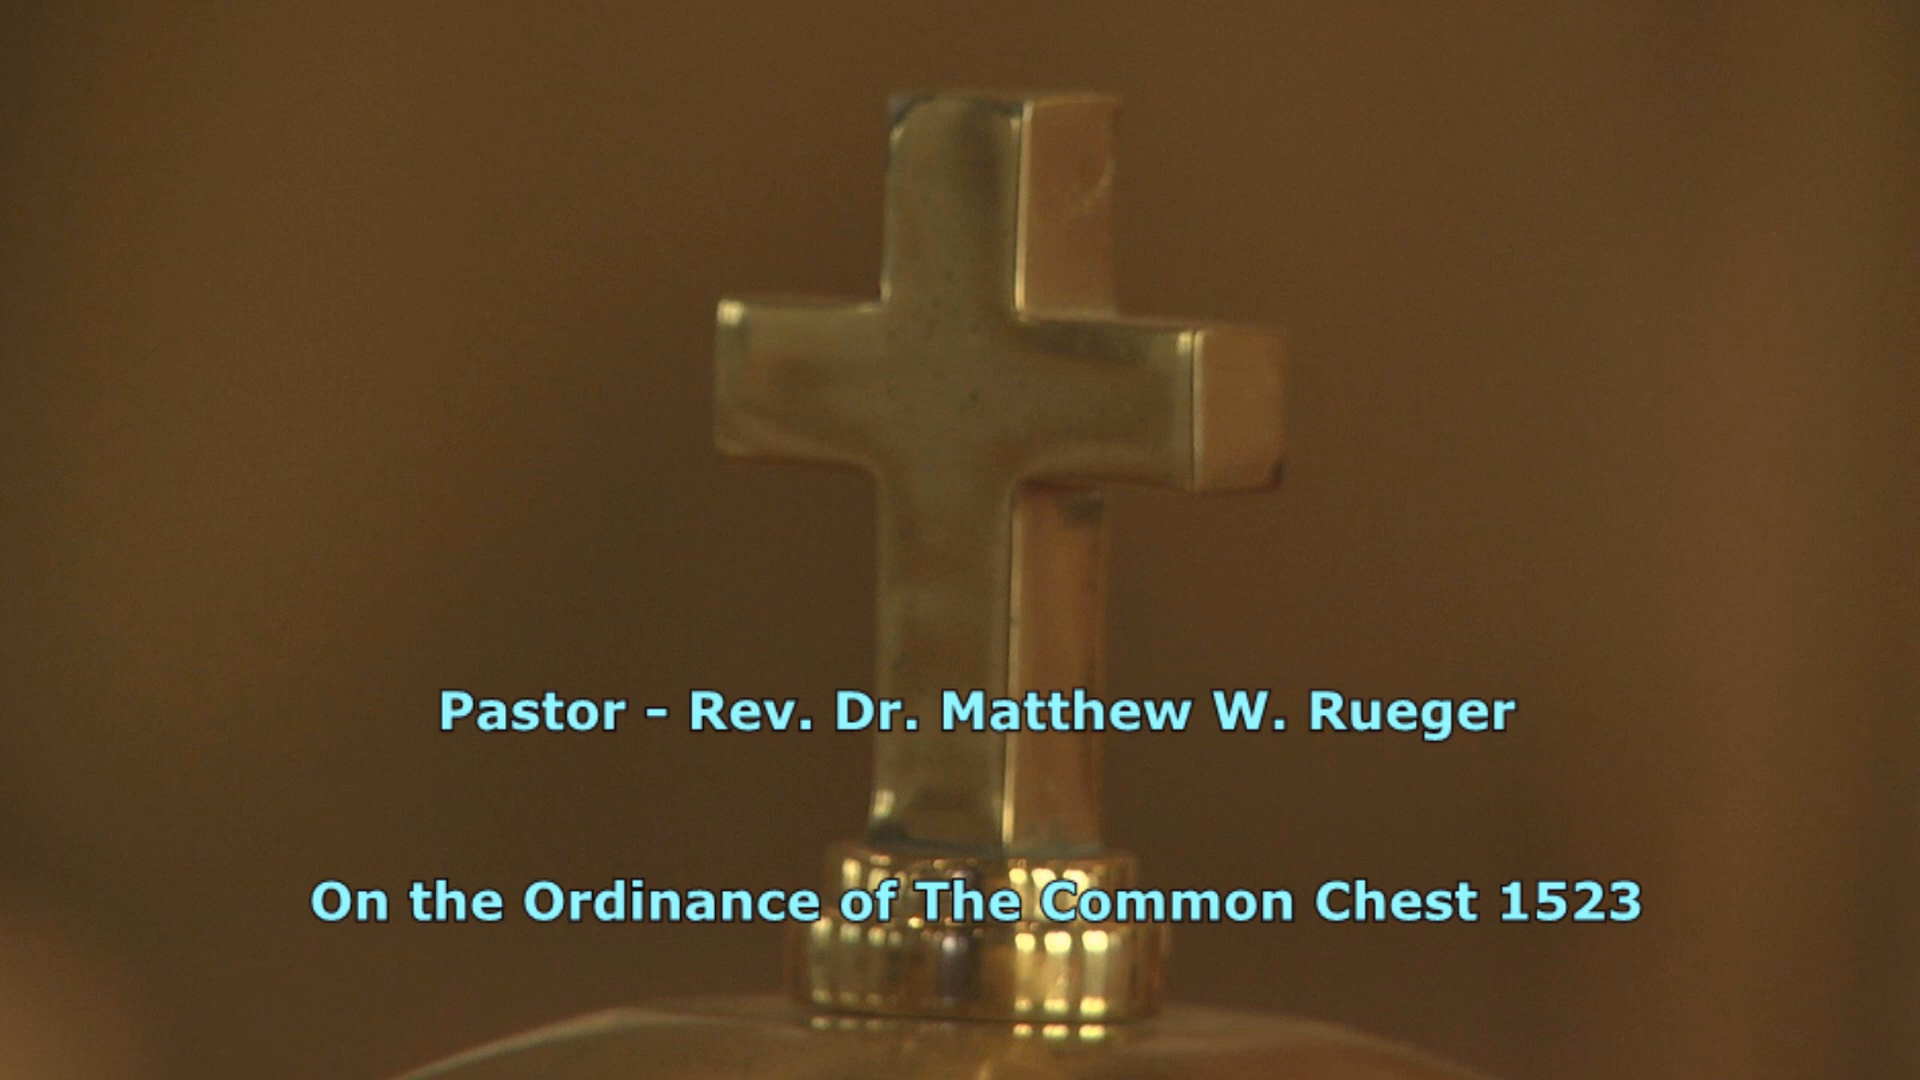 Pastor - Rev. Dr. Matthew W. Rueger
On the Ordinance of The Common Chest 1523